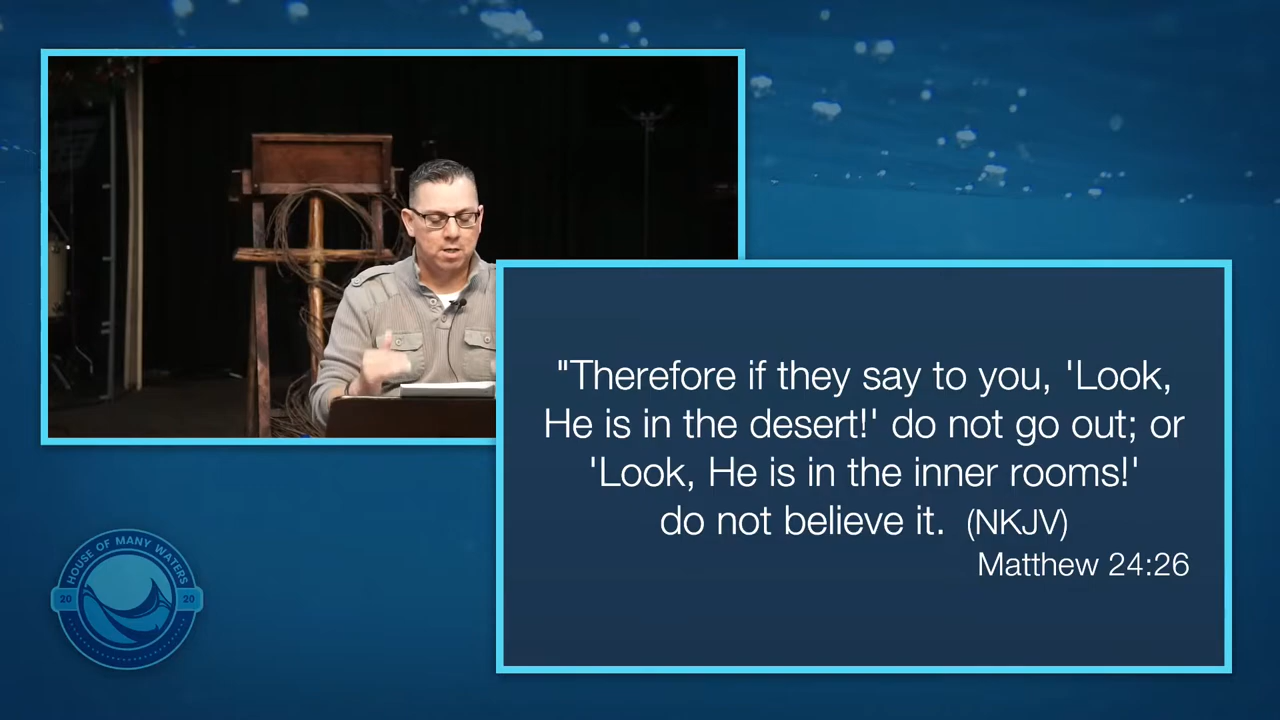 "Therefore if they say to you, 'Look,
He is in the desert!' do not go out; or
'Look, He is in the inner rooms!'
do not believe it. (NKJV)
Matthew 24:26
HOUSE OF MANY WATERS
20 20